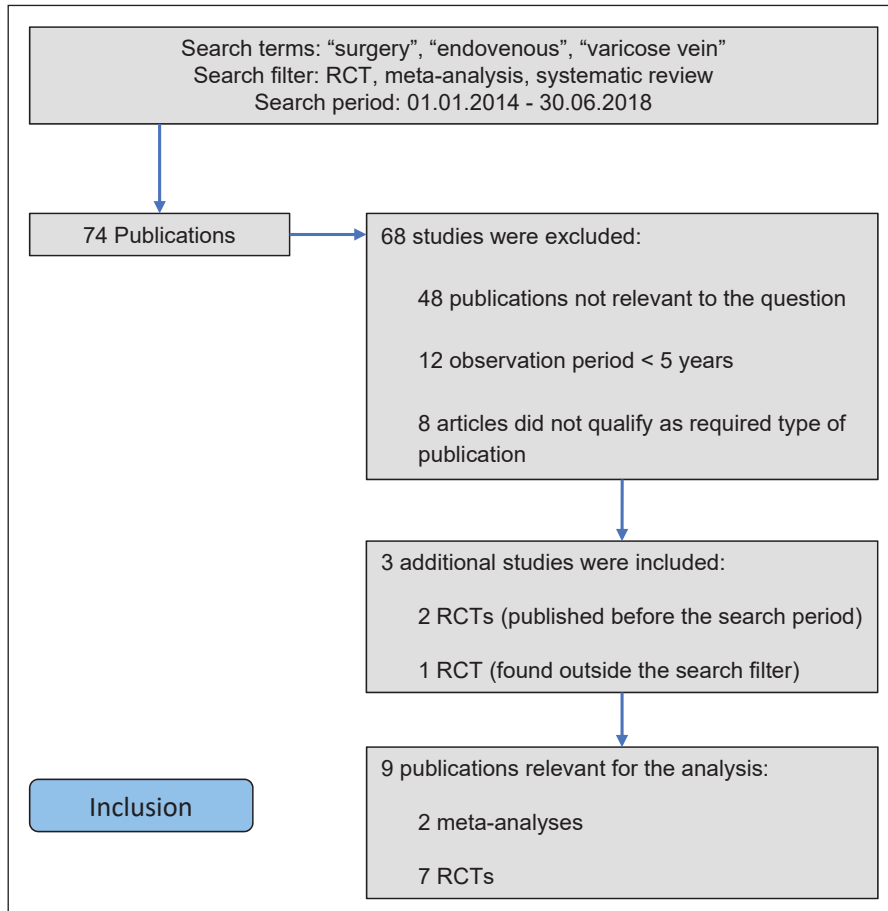 Search terms: “surgery”, “endovenous”, “varicose vein”
Search filter: RCT, meta-analysis, systematic review
Search period: 01.01.2014 - 30.06.2018
74 Publications
68 studies were excluded:
48 publications not relevant to the question
12 observation period < 5 years
8 articles did not qualify as required type of
publication
3 additional studies were included:
2 RCTs (published before the search period)
1 RCT (found outside the search filter)
9 publications relevant for the analysis:
2 meta-analyses
7 RCTs
Inclusion